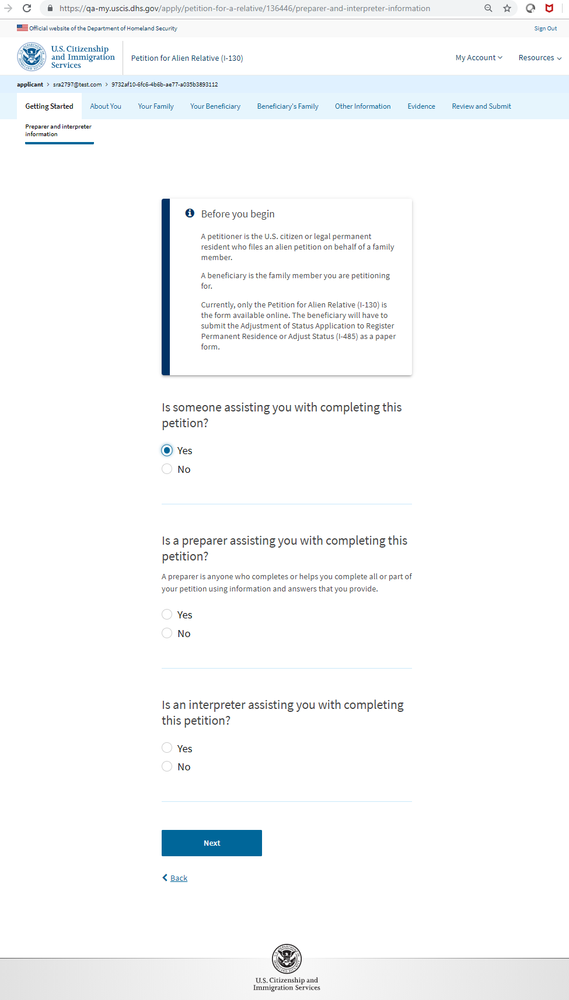 https://qa-my.uscis.dhs.gov/apply/petition-for-a-relative/136446/preparer-and-interpreter-information
Official website of the Department of Homeland Security
Sign Out
U.S. Citizenship
and Immigration
Services
Petition for Alien Relative (I-130)
My Account
Resources
applicant > sra2797@test.com > 9732af10-6fc6-4b6b-ae77-a035b3893112
Getting Started About You Your Family Your Beneficiary Beneficiary's Family Other Information Evidence Review and Submit
Preparer and interpreter
information
Before you begin
A petitioner is the U.S. citizen or legal permanent
resident who files an alien petition on behalf of a family
member.
A beneficiary is the family member you are petitioning
for.
Currently, only the Petition for Alien Relative (I-130) is
the form available online. The beneficiary will have to
submit the Adjustment of Status Application to Register
Permanent Residence or Adjust Status (I-485) as a paper
form.
Is someone assisting you with completing this
petition?
Yes
No
Is a preparer assisting you with completing this
petition?
A preparer is anyone who completes or helps you complete all or part of
your petition using information and answers that you provide.
Yes
No
Is an interpreter assisting you with completing
this petition?
Yes
No
Next
Back
U.S. Citizenship and
Immigration Services